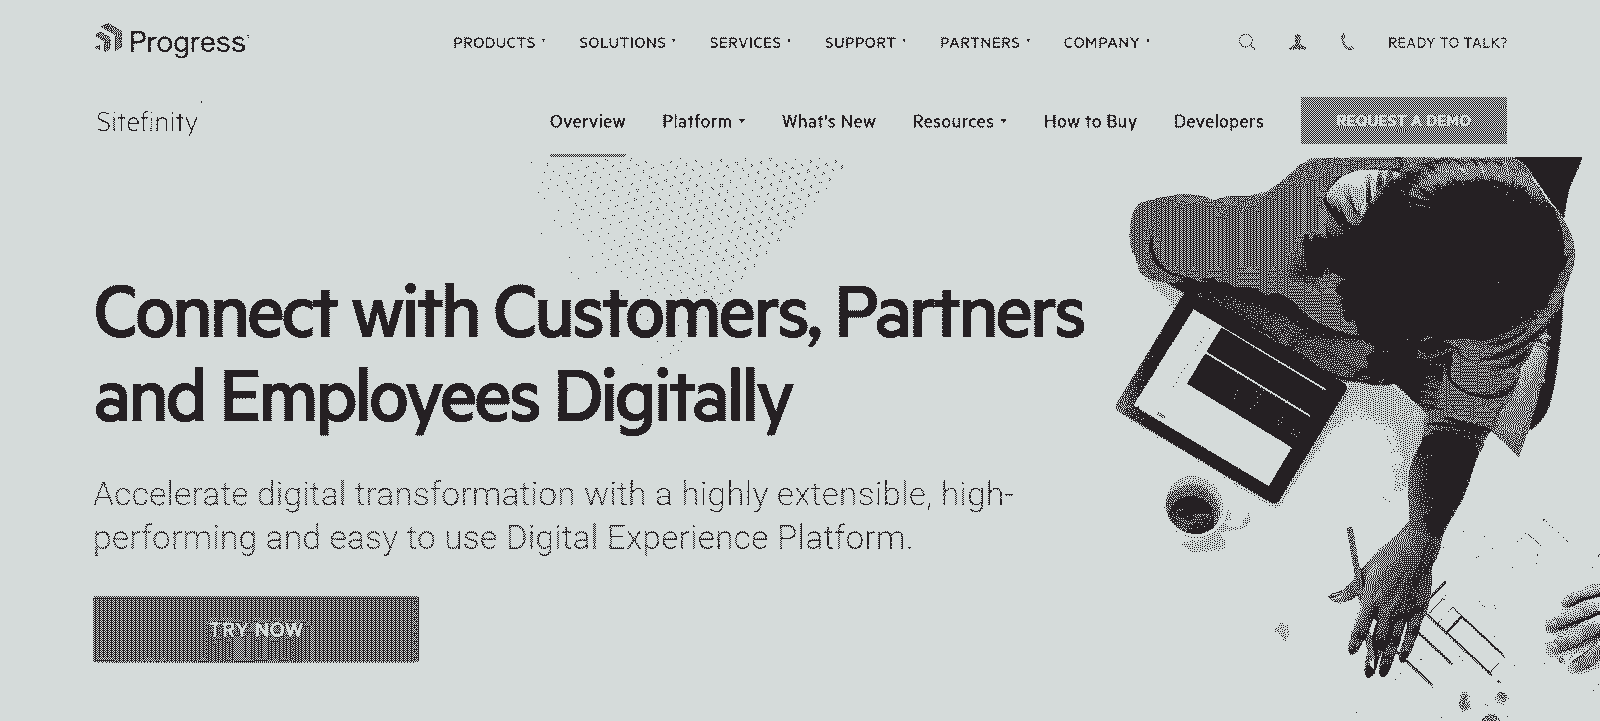 Progress
PRODUCTS SOLUTIONS SERVICES SUPPORT PARTNERS COMPANY READY TO TALK?
Sitefinity
Overview Platform What's New Resources How to Buy Developers REQUEST A DEMO
Connect with Customers, Partners
and Employees Digitally
Accelerate digital transformation with a highly extensible, high-
performing and easy to use Digital Experience Platform.
TRY NOW